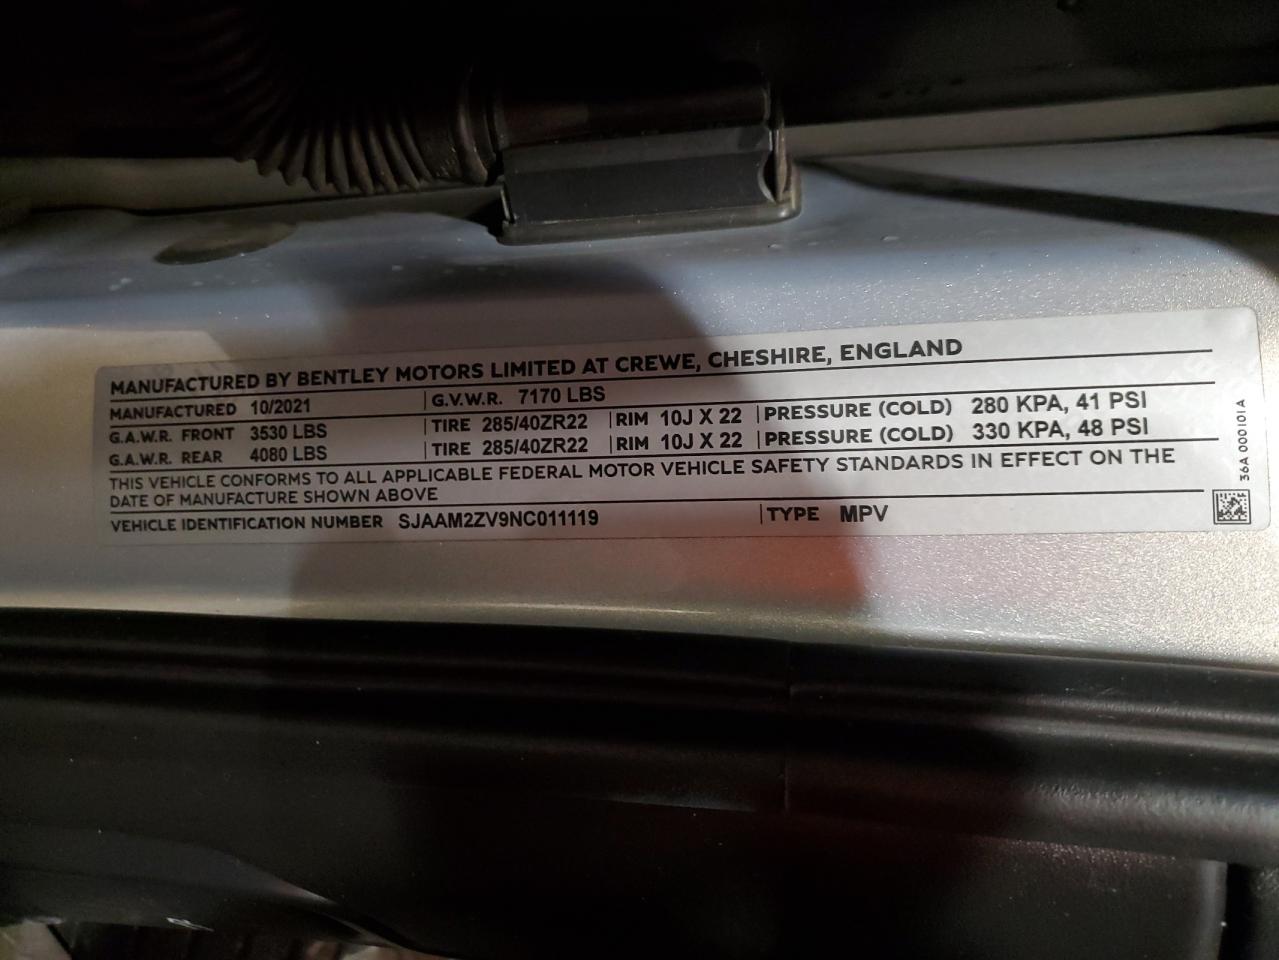 MANUFACTURED BY BENTLEY MOTORS LIMITED AT CREWE, CHESHIRE, ENGLAND
MANUFACTURED 10/2021 G.V.W.R. 7170 LBS
G.A.W.R. FRONT 3530 LBS TIRE 285/40ZR22 RIM 10J X 22 PRESSURE (COLD) 280 KPA, 41 PSI
G.A.W.R. REAR 4080 LBS TIRE 285/40ZR22 RIM 10J X 22 PRESSURE (COLD) 330 KPA, 48 PSI
THIS VEHICLE CONFORMS TO ALL APPLICABLE FEDERAL MOTOR VEHICLE SAFETY STANDARDS IN EFFECT ON THE
DATE OF MANUFACTURE SHOWN ABOVE
VEHICLE IDENTIFICATION NUMBER SJAAM2ZV9NC011119 TYPE MPV
36A 000101 A